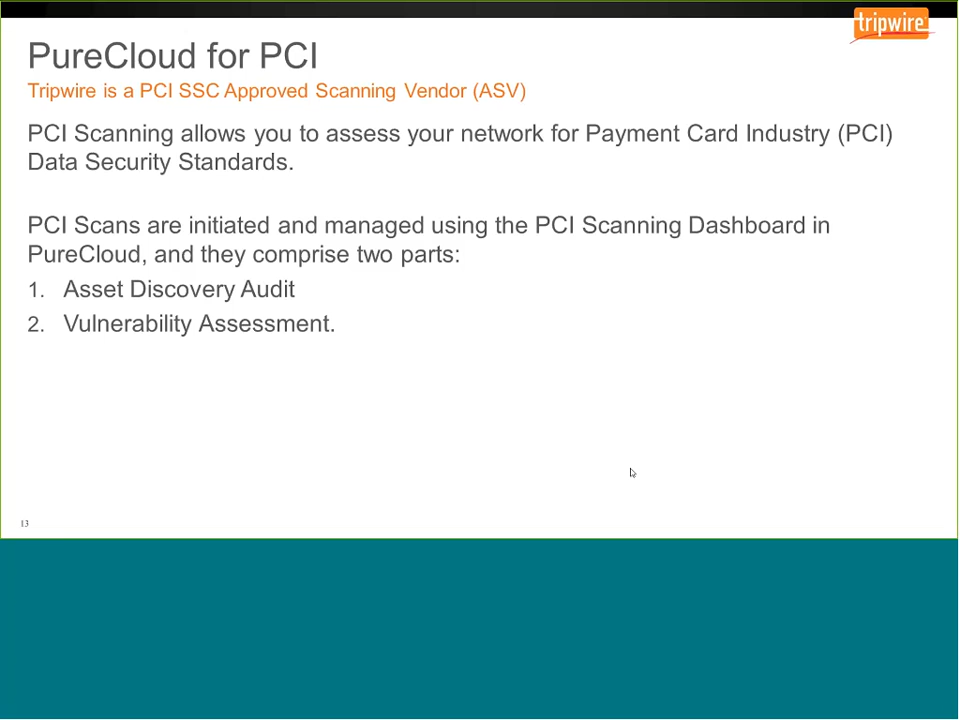 tripwire
PureCloud for PCI
Tripwire is a PCI SSC Approved Scanning Vendor (ASV)
PCI Scanning allows you to assess your network for Payment Card Industry (PCI)
Data Security Standards.
PCI Scans are initiated and managed using the PCI Scanning Dashboard in
PureCloud, and they comprise two parts:
1. Asset Discovery Audit
2. Vulnerability Assessment.
13